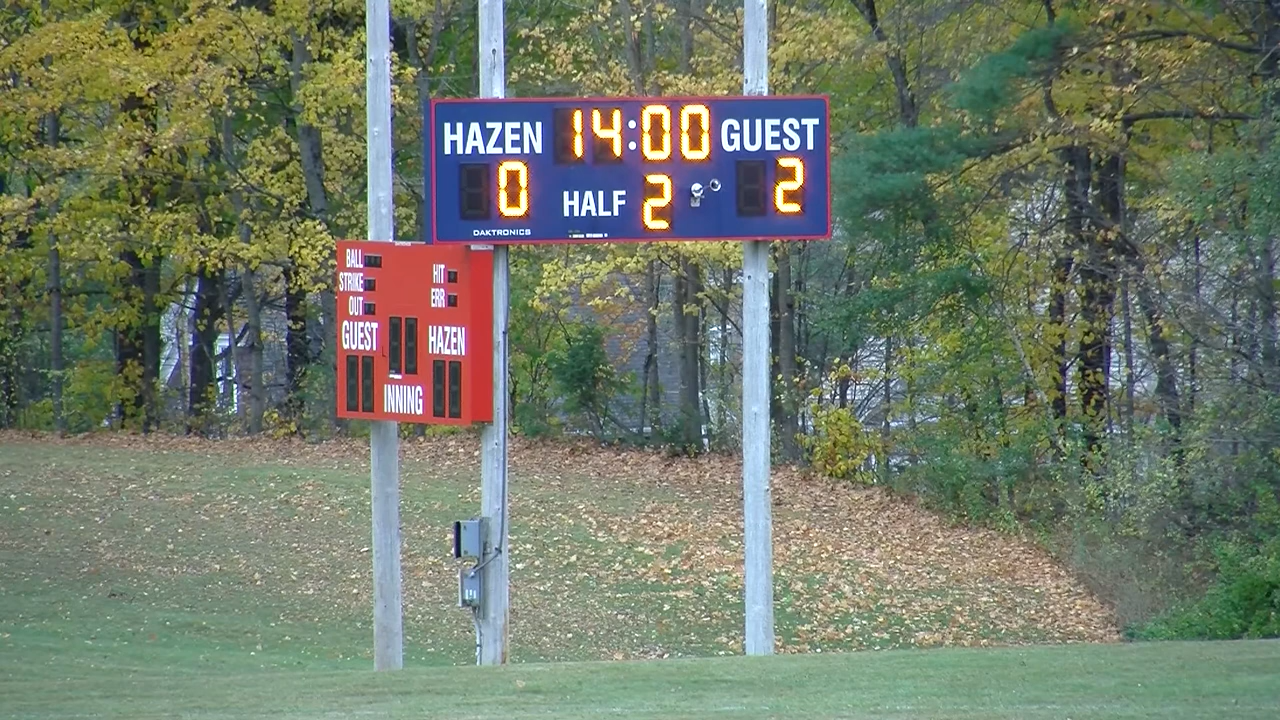 HAZEN 14:00 GUEST
0 HALF 2 2
DAKTRONICS
BALL HIT
STRIKE ERR
OUT
GUEST HAZEN
INNING